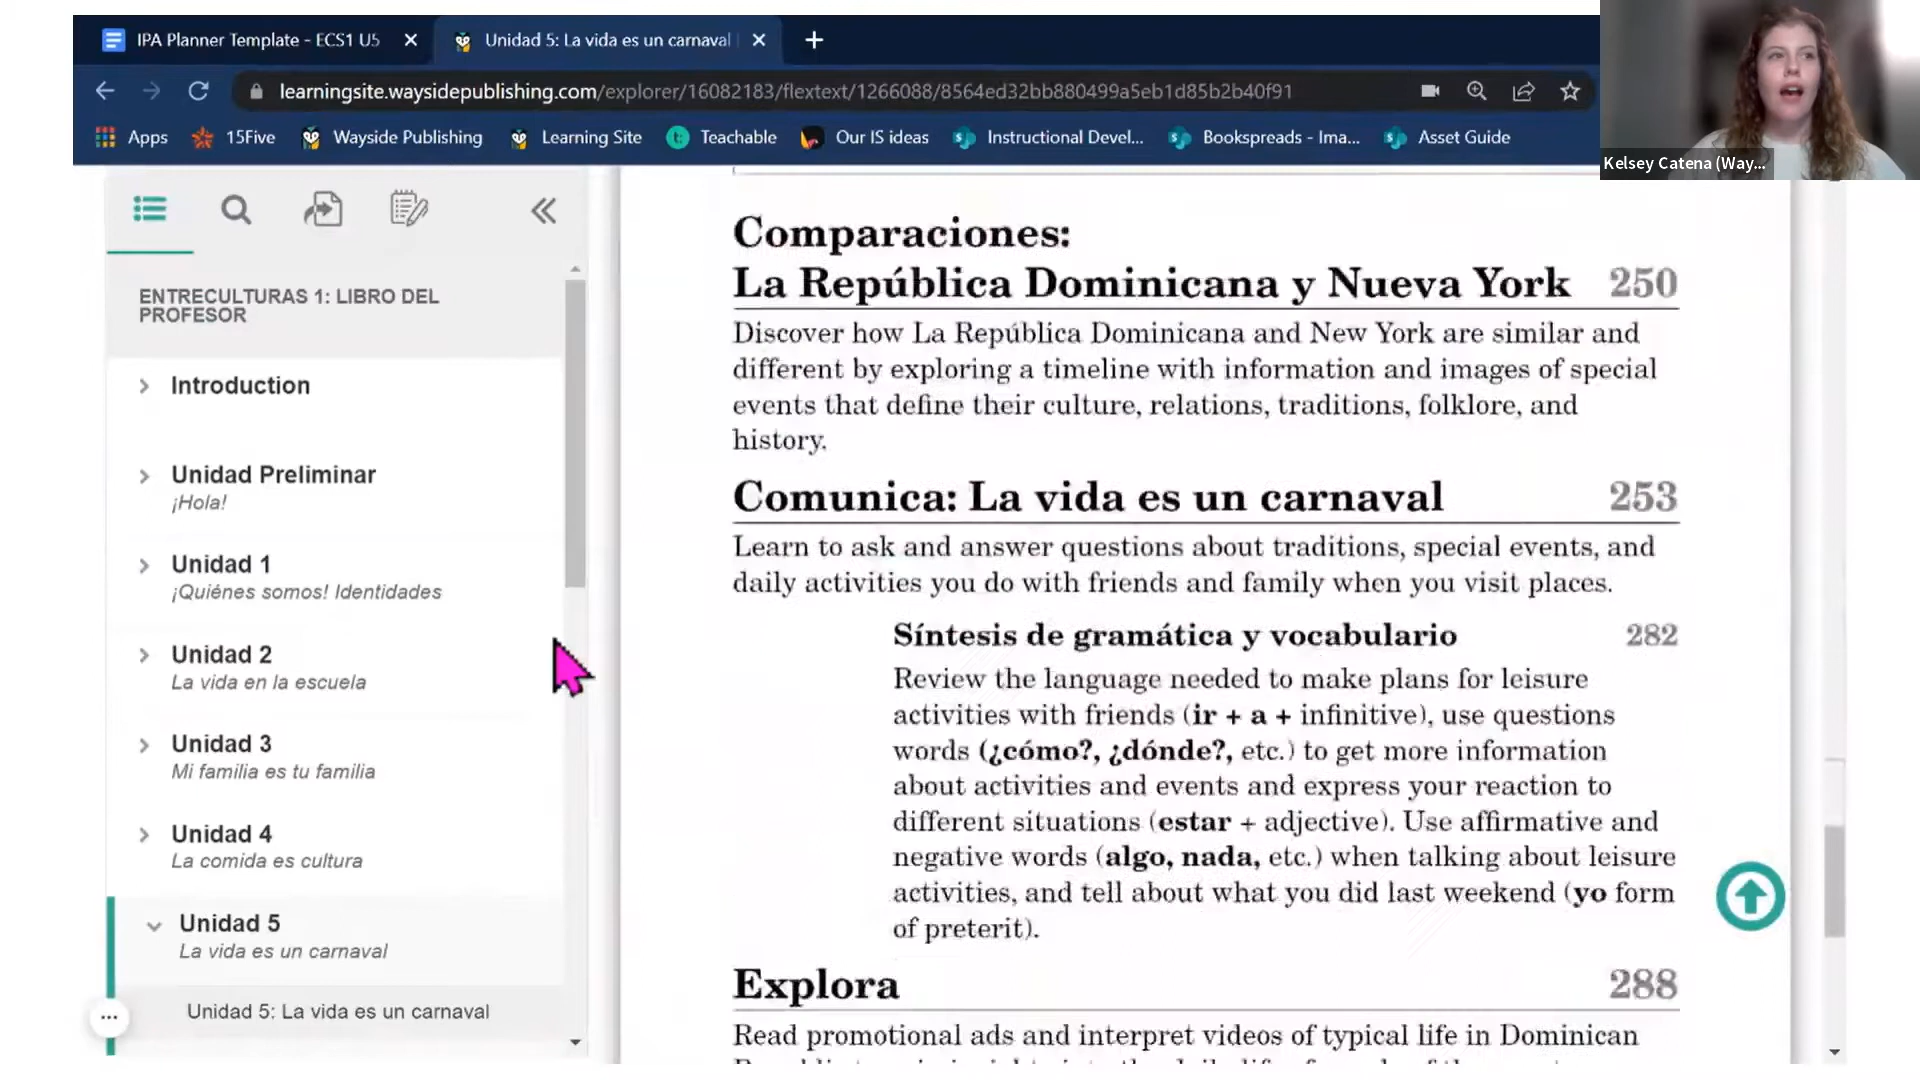 IPA Planner Template - ECS1 U5
Unidad 5: La vida es un carnaval
learningsite.waysidepublishing.com/explorer/16082183/flextext/1266088/8564ed32bb880499a5eb1d85b2b40f91
Apps 15Five Wayside Publishing Learning Site Teachable Our IS ideas Instructional Devel... Bookspreads - Ima... Asset Guide
Kelsey Catena (Way...
ENTRECULTURAS 1: LIBRO DEL
PROFESOR
Introduction
Unidad Preliminar
¡Hola!
Unidad 1
¡Quiénes somos! Identidades
Unidad 2
La vida en la escuela
Unidad 3
Mi familia es tu familia
Unidad 4
La comida es cultura
Unidad 5
La vida es un carnaval
Unidad 5: La vida es un carnaval
Comparaciones:
La República Dominicana y Nueva York 250
Discover how La República Dominicana and New York are similar and
different by exploring a timeline with information and images of special
events that define their culture, relations, traditions, folklore, and
history.
Comunica: La vida es un carnaval 253
Learn to ask and answer questions about traditions, special events, and
daily activities you do with friends and family when you visit places.
Síntesis de gramática y vocabulario 282
Review the language needed to make plans for leisure
activities with friends (ir + a + infinitive), use questions
words (¿cómo?, ¿dónde?, etc.) to get more information
about activities and events and express your reaction to
different situations (estar + adjective). Use affirmative and
negative words (algo, nada, etc.) when talking about leisure
activities, and tell about what you did last weekend (yo form
of preterit).
Explora 288
Read promotional ads and interpret videos of typical life in Dominican